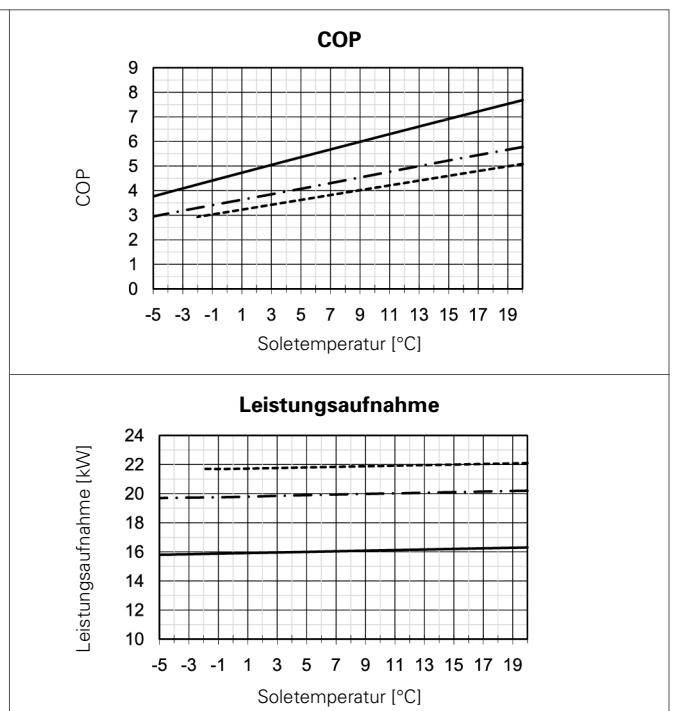 COP
9
8
7
6
5
4
3
2
1
0
COP
-5 -3 -1 1 3 5 7 9 11 13 15 17 19
Soletemperatur [°C]
Leistungsaufnahme
24
22
20
18
16
14
12
10
Leistungsaufnahme [kW]
-5 -3 -1 1 3 5 7 9 11 13 15 17 19
Soletemperatur [°C]